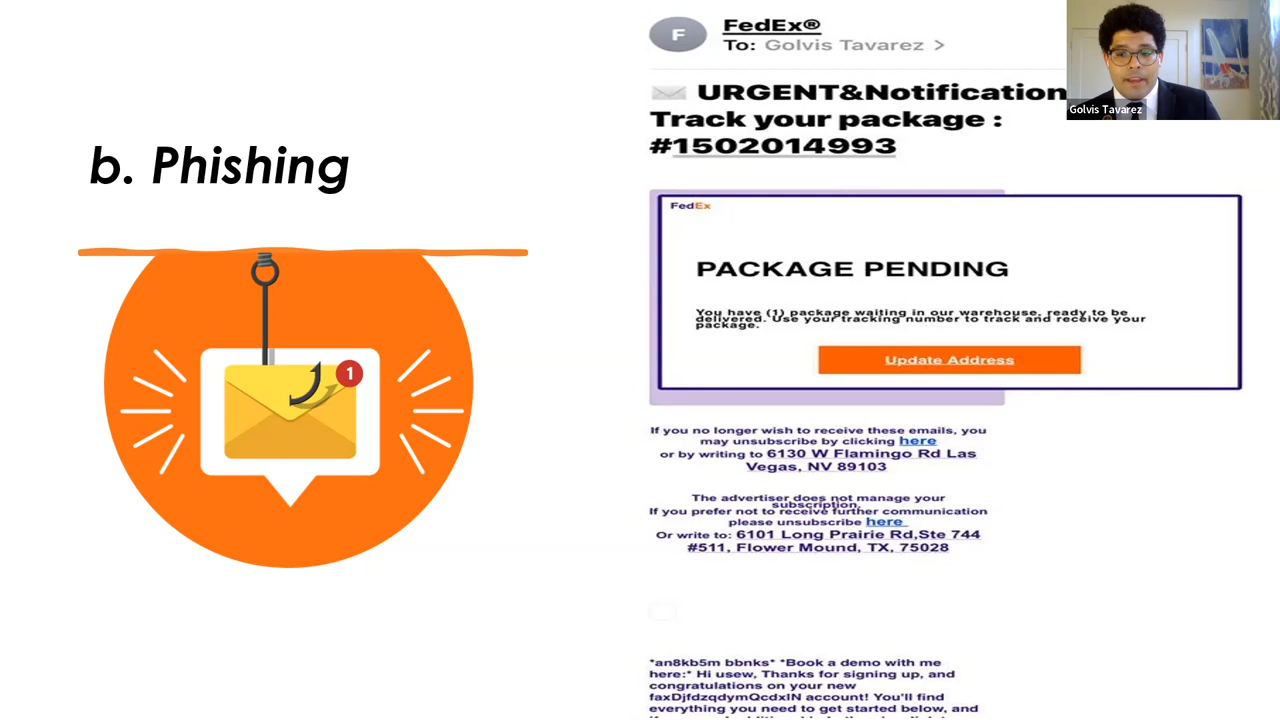 b. Phishing
1
F
FedEx®
To: Golvis Tavarez >
URGENT&Notification
Track your package :
#1502014993
Golvis Tavarez
FedEx
PACKAGE PENDING
You have (1) package waiting in our warehouse, ready to be
delivered. Use your tracking number to track and receive your
package.
Update Address
If you no longer wish to receive these emails, you
may unsubscribe by clicking here
or by writing to 6130 W Flamingo Rd Las
Vegas, NV 89103
The advertiser does not manage your
subscription.
If you prefer not to receive further communication
please unsubscribe here
Or write to: 6101 Long Prairie Rd,Ste 744
#511, Flower Mound, TX, 75028
*an8kb5m bbnks* *Book a demo with me
here:* Hi usew, Thanks for signing up, and
congratulations on your new
faxDjfdzqdymQcdxIN account! You'll find
everything you need to get started below, and